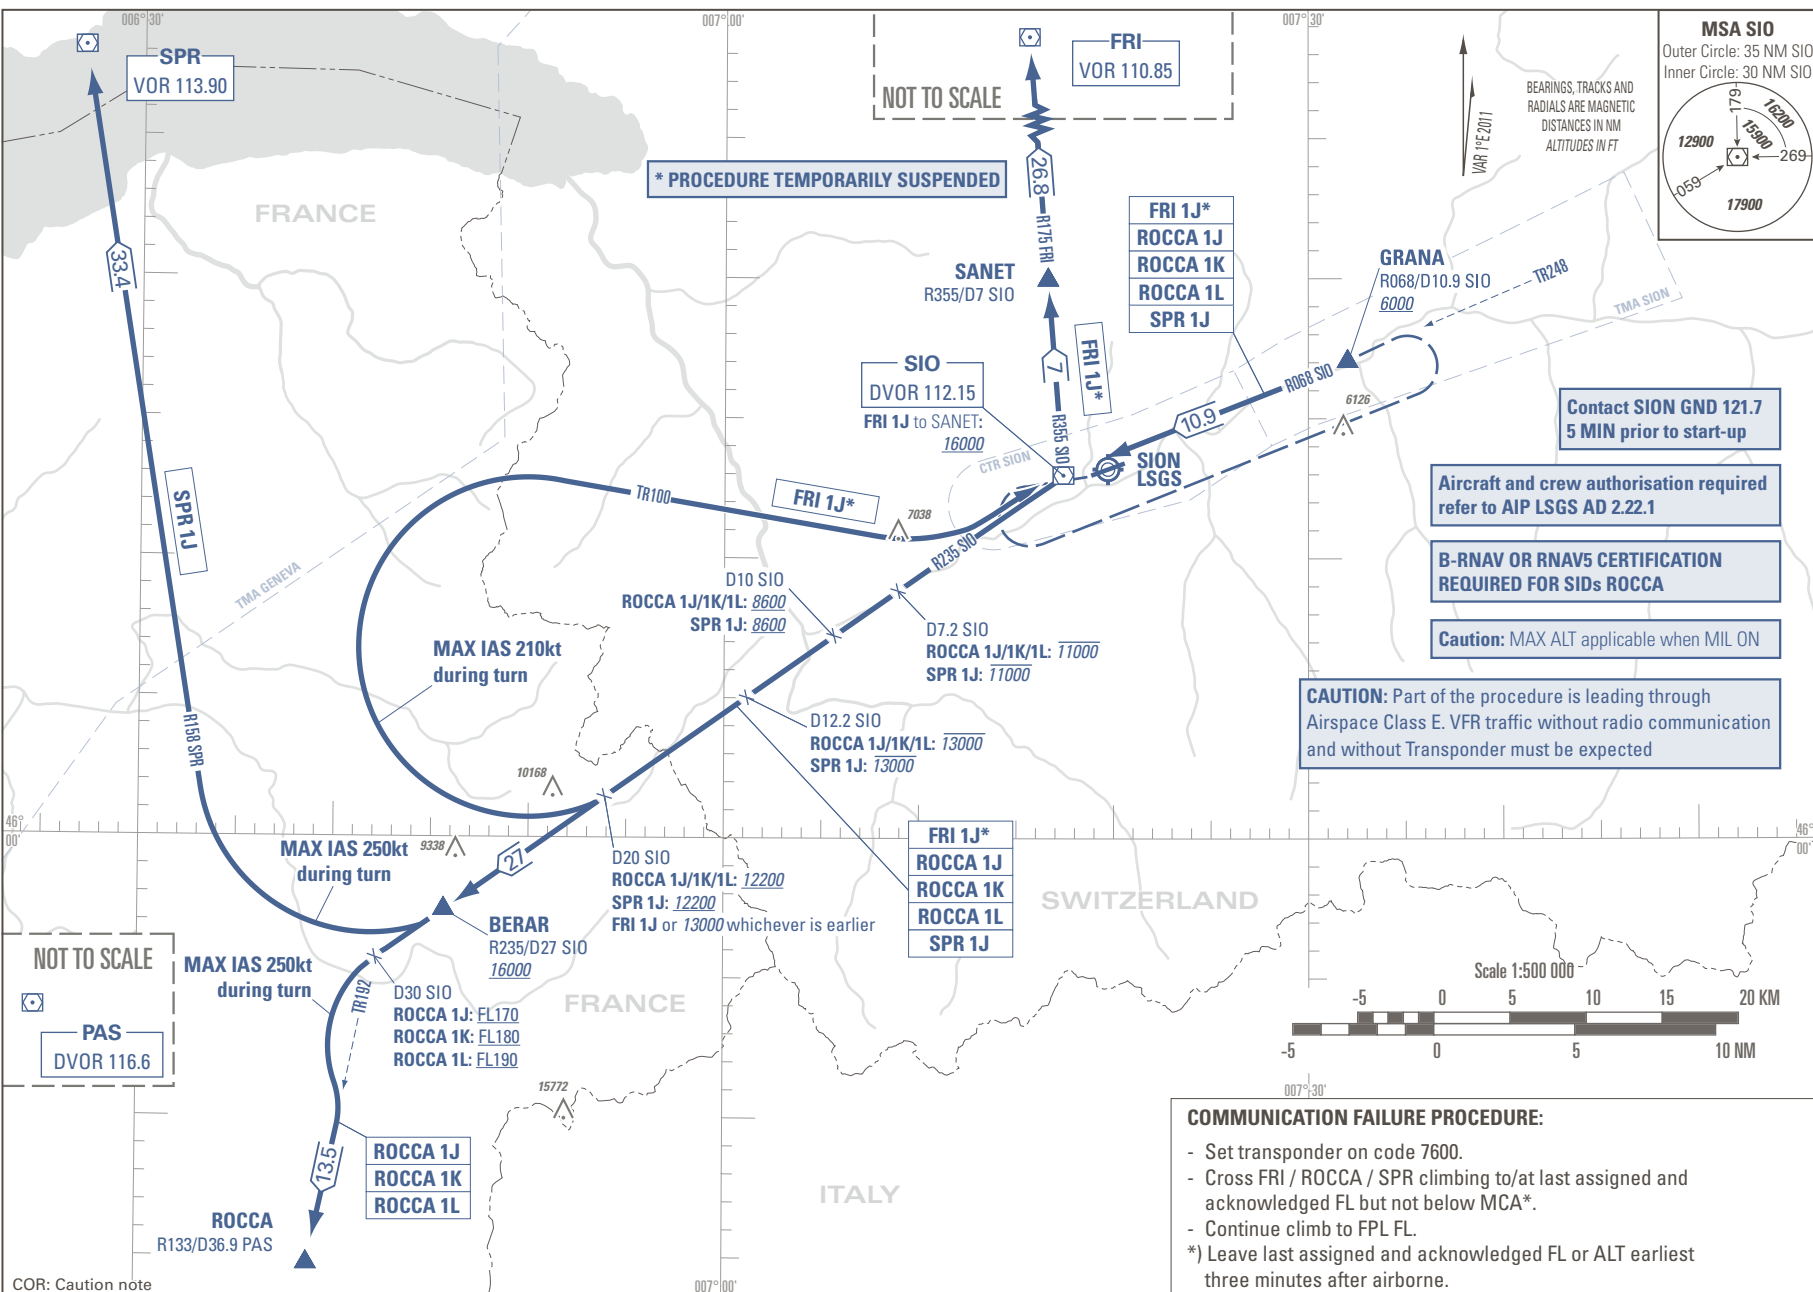 006°30'
007°00'
007°30'
SPR
VOR 113.90
FRI
VOR 110.85
NOT TO SCALE
VAR 1°E 2011
BEARINGS, TRACKS AND
RADIALS ARE MAGNETIC
DISTANCES IN NM
ALTITUDES IN FT
MSA SIO
Outer Circle: 35 NM SIO
Inner Circle: 30 NM SIO
179
16200
15900
12900
269
059
17900
* PROCEDURE TEMPORARILY SUSPENDED
FRANCE
26.8
R175 FRI
33.4
SANET
R355/D7 SIO
FRI 1J*
ROCCA 1J
ROCCA 1K
ROCCA 1L
SPR 1J
GRANA
R068/D10.9 SIO
6000
TR248
TMA SION
7
FRI 1J*
R355 SIO
SIO
DVOR 112.15
FRI 1J to SANET:
16000
R068 SIO
10.9
6126
CTR SION
SION
LSGS
Contact SION GND 121.7
5 MIN prior to start-up
Aircraft and crew authorisation required
refer to AIP LSGS AD 2.22.1
B-RNAV OR RNAV5 CERTIFICATION
REQUIRED FOR SIDs ROCCA
Caution: MAX ALT applicable when MIL ON
CAUTION: Part of the procedure is leading through
Airspace Class E. VFR traffic without radio communication
and without Transponder must be expected
SPR 1J
TR100
FRI 1J*
7038
R235 SIO
TMA GENEVA
D10 SIO
ROCCA 1J/1K/1L: 8600
SPR 1J: 8600
D7.2 SIO
ROCCA 1J/1K/1L: 11000
SPR 1J: 11000
MAX IAS 210kt
during turn
R158 SPR
D12.2 SIO
ROCCA 1J/1K/1L: 13000
SPR 1J: 13000
10168
46°
00'
46°
00'
9338
27
MAX IAS 250kt
during turn
D20 SIO
ROCCA 1J/1K/1L: 12200
SPR 1J: 12200
FRI 1J or 13000 whichever is earlier
FRI 1J*
ROCCA 1J
ROCCA 1K
ROCCA 1L
SPR 1J
SWITZERLAND
BERAR
R235/D27 SIO
16000
NOT TO SCALE
PAS
DVOR 116.6
MAX IAS 250kt
during turn
TR192
D30 SIO
ROCCA 1J: FL170
ROCCA 1K: FL180
ROCCA 1L: FL190
FRANCE
15772
Scale 1:500 000
-5 0 5 10 15 20 KM
-5 0 5 10 NM
007°30'
13.5
ROCCA 1J
ROCCA 1K
ROCCA 1L
ITALY
ROCCA
R133/D36.9 PAS
COMMUNICATION FAILURE PROCEDURE:
- Set transponder on code 7600.
- Cross FRI / ROCCA / SPR climbing to/at last assigned and
acknowledged FL but not below MCA*.
- Continue climb to FPL FL.
*) Leave last assigned and acknowledged FL or ALT earliest
three minutes after airborne.
COR: Caution note
007°00'